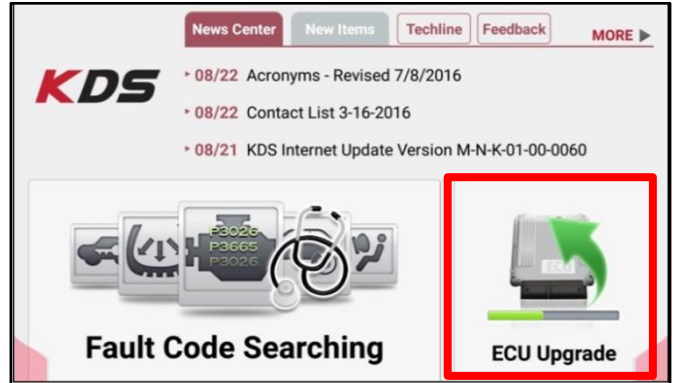 News Center New Items Techline Feedback MORE
KDS
08/22 Acronyms - Revised 7/8/2016
08/22 Contact List 3-16-2016
08/21 KDS Internet Update Version M-N-K-01-00-0060
P3026
P3665
P3026
ECU
Fault Code Searching
ECU Upgrade